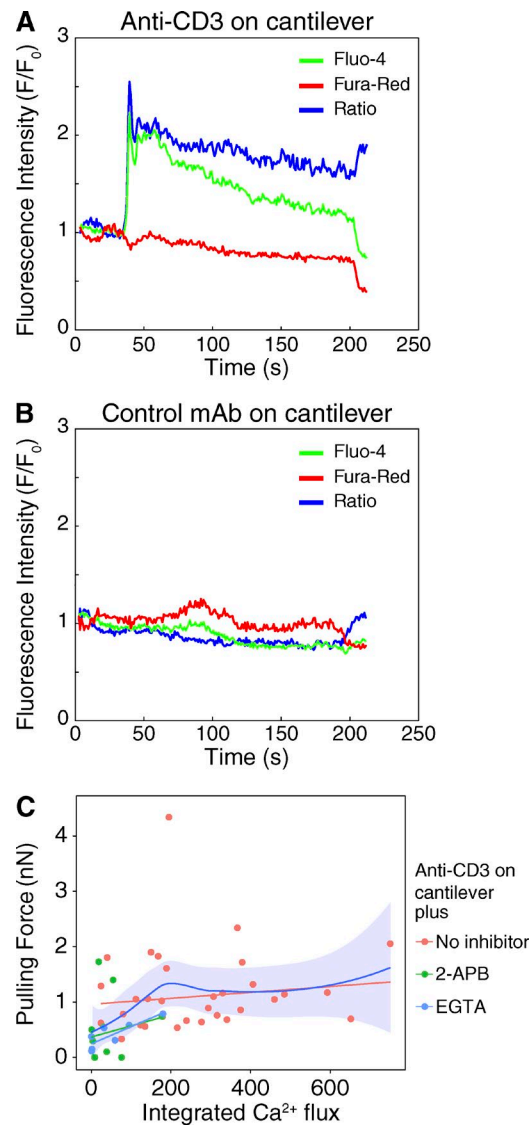 A
Anti-CD3 on cantilever
Fluorescence Intensity (F/F₀)
3
2
1
0
Fluo-4
Fura-Red
Ratio
0 50 100 150 200 250
Time (s)
B
Control mAb on cantilever
Fluorescence Intensity (F/F₀)
3
2
1
0
Fluo-4
Fura-Red
Ratio
0 50 100 150 200 250
Time (s)
C
Pulling Force (nN)
4
3
2
1
0
0 200 400 600
Integrated Ca²⁺ flux
Anti-CD3 on
cantilever
plus
No inhibitor
2-APB
EGTA